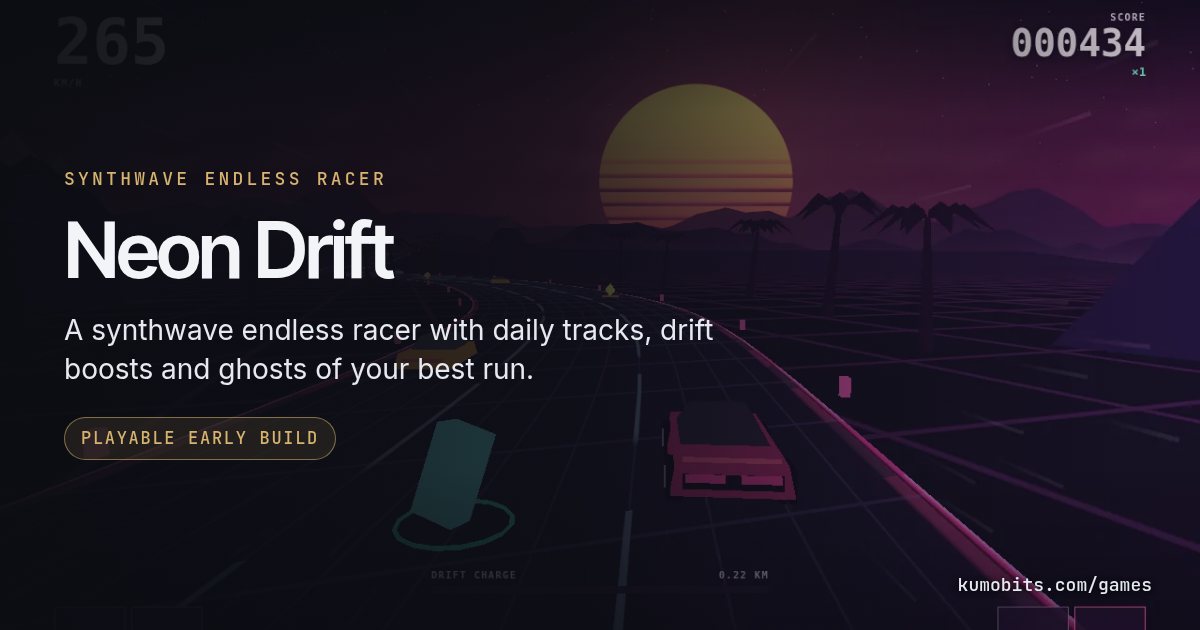 265
KM/H
SCORE
000434
×1
SYNTHWAVE ENDLESS RACER
Neon Drift
A synthwave endless racer with daily tracks, drift
boosts and ghosts of your best run.
PLAYABLE EARLY BUILD
DRIFT CHARGE
0.22 KM
kumobits.com/games